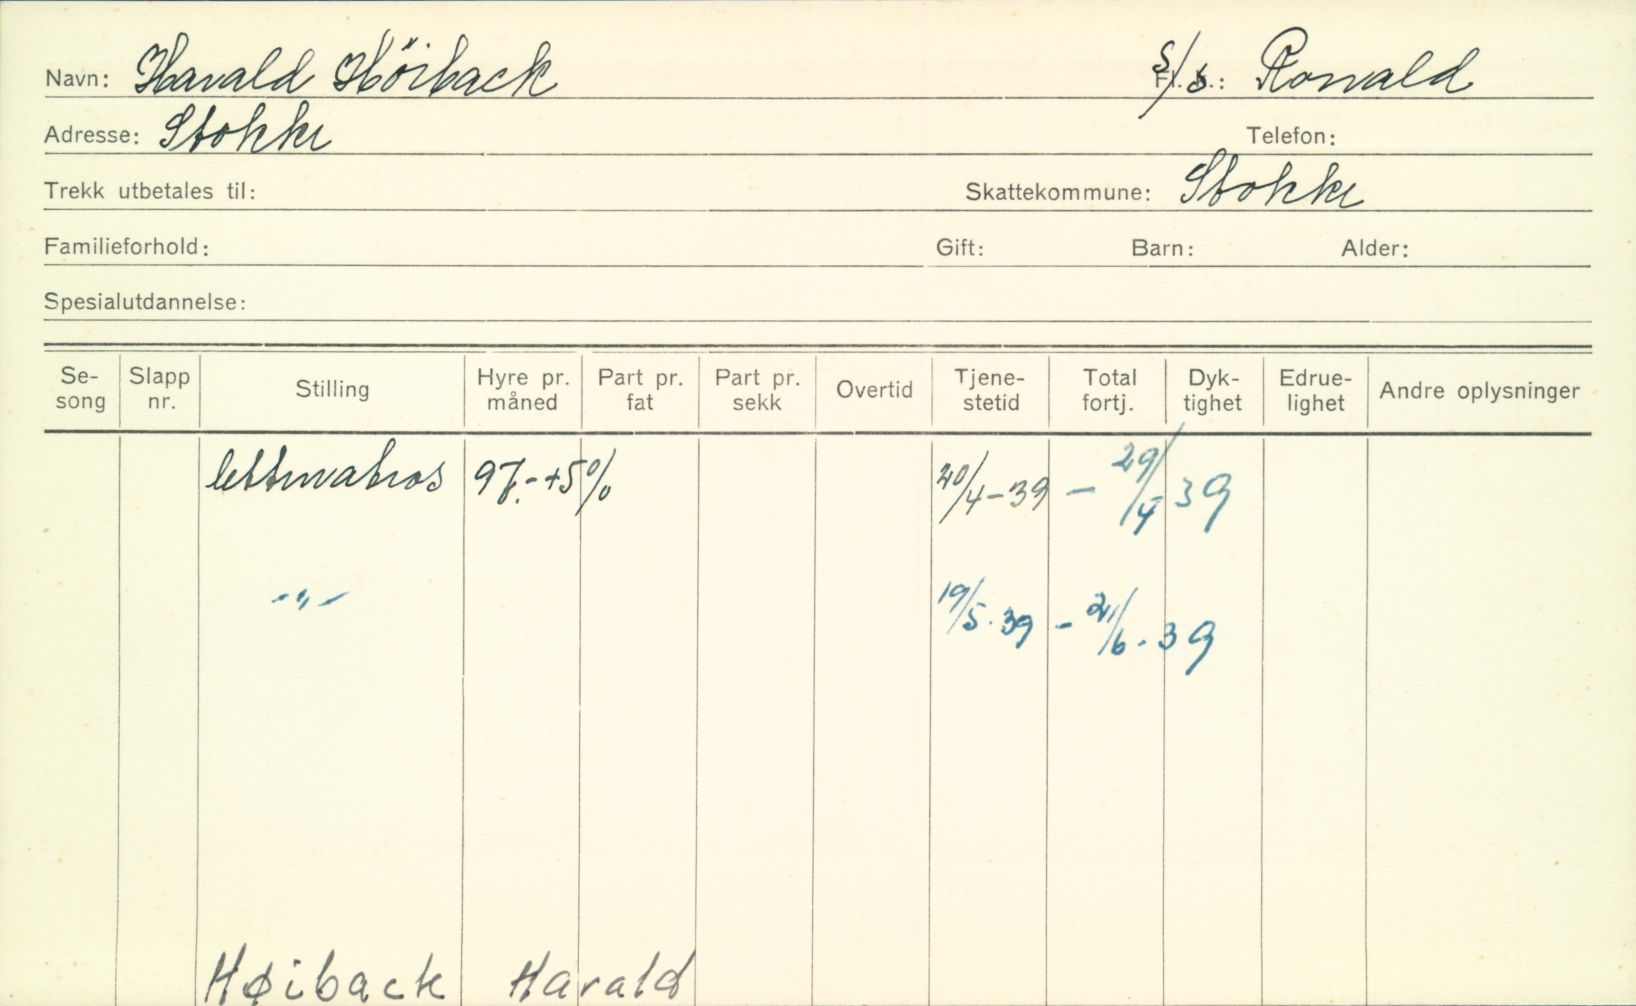 Navn: Harald Höiback S/S: Ronald
Adresse: Stokke Telefon:
Trekk utbetales til: Skattekommune: Stokke
Familieforhold: Gift: Barn: Alder:
Spesialutdannelse:
Se-song Slapp nr. Stilling Hyre pr. måned Part pr. fat Part pr. sekk Overtid Tjene-stetid Total fortj. Dyk-tighet Edrue-lighet Andre oplysninger
lettmatros 97.- +5% 20/4-39 - 29/4 39
-"- 19/5.39 - 21/6.39
Høiback Harald